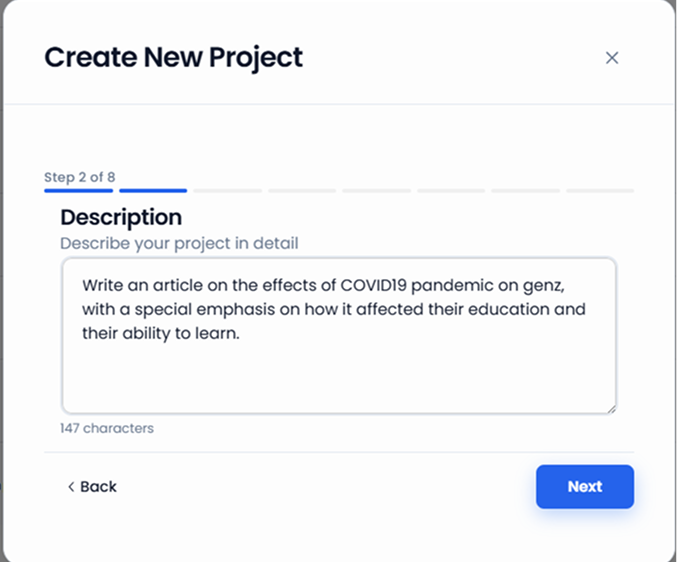 Create New Project
Step 2 of 8
Description
Describe your project in detail
Write an article on the effects of COVID19 pandemic on genz,
with a special emphasis on how it affected their education and
their ability to learn.
147 characters
Back
Next